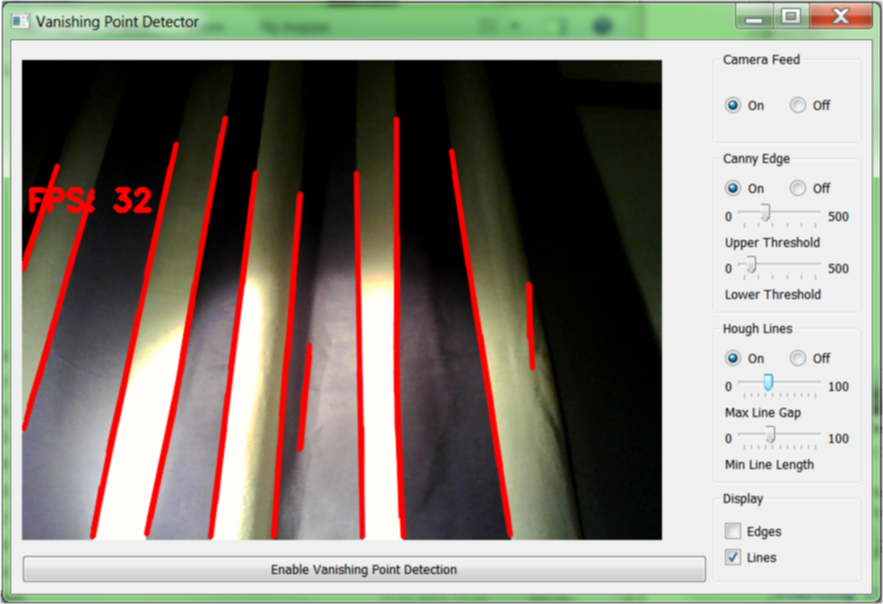 Vanishing Point Detector
FPS: 32
Camera Feed
On Off
Canny Edge
On Off
0 500
Upper Threshold
0 500
Lower Threshold
Hough Lines
On Off
0 100
Max Line Gap
0 100
Min Line Length
Display
Edges
Lines
Enable Vanishing Point Detection